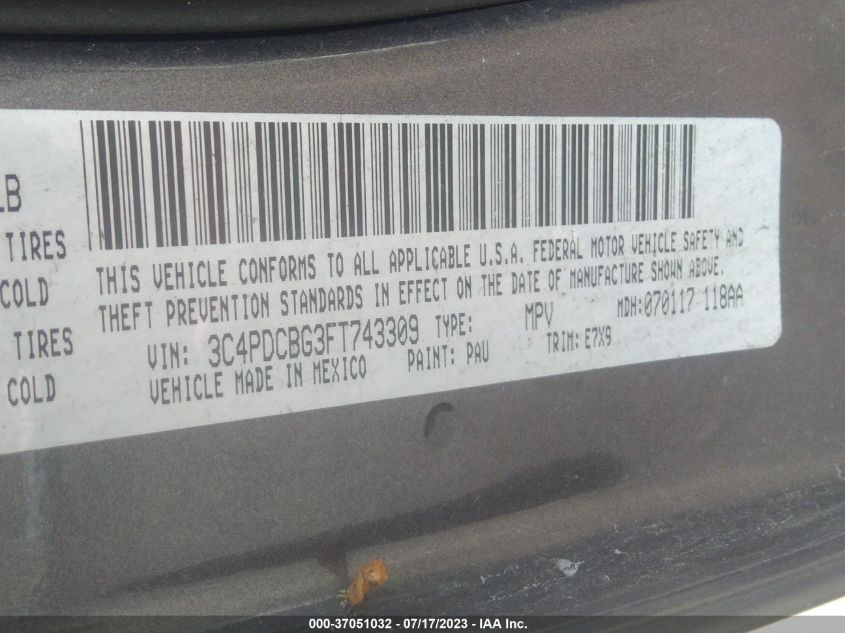 LB
TIRES
COLD
TIRES
COLD
THIS VEHICLE CONFORMS TO ALL APPLICABLE U.S.A. FEDERAL MOTOR VEHICLE SAFETY AND
THEFT PREVENTION STANDARDS IN EFFECT ON THE DATE OF MANUFACTURE SHOWN ABOVE.
VIN: 3C4PDCBG3FT743309 TYPE: MPV MDH:070117 118AA
VEHICLE MADE IN MEXICO PAINT: PAU TRIM: E7X9
000-37051032 - 07/17/2023 - IAA Inc.